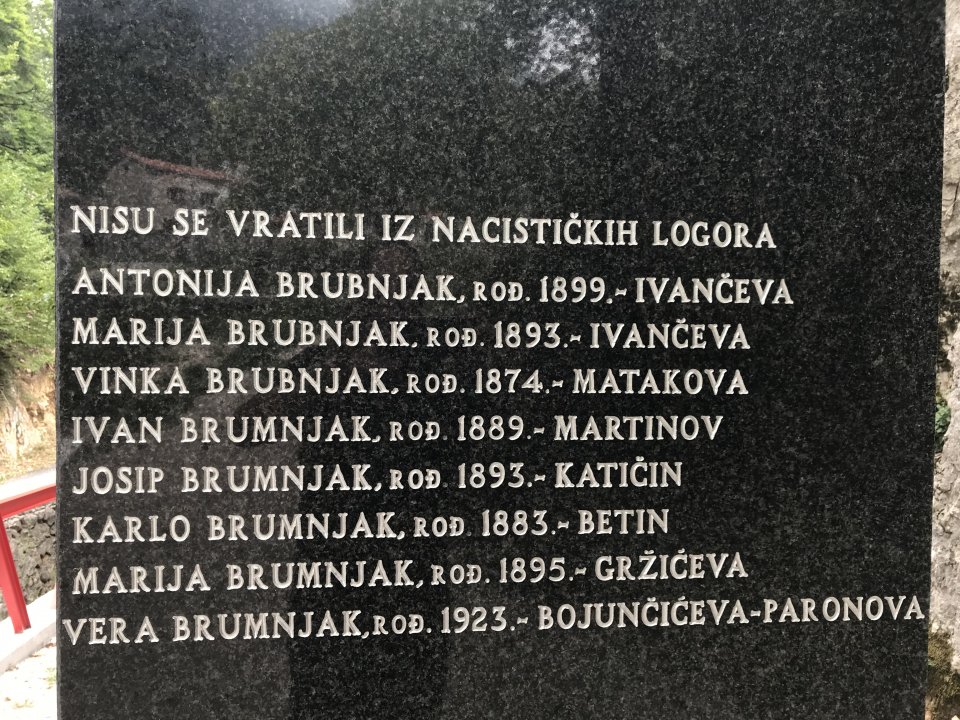 NISU SE VRATILI IZ NACISTIČKIH LOGORA
ANTONIJA BRUBNJAK, ROĐ. 1899.- IVANČEVA
MARIJA BRUBNJAK, ROĐ. 1893.- IVANČEVA
VINKA BRUBNJAK, ROĐ. 1874.- MATAKOVA
IVAN BRUMNJAK, ROĐ. 1889.- MARTINOV
JOSIP BRUMNJAK, ROĐ. 1893.- KATIČIN
KARLO BRUMNJAK, ROĐ. 1883.- BETIN
MARIJA BRUMNJAK, ROĐ. 1895.- GRŽIĆEVA
VERA BRUMNJAK, ROĐ. 1923.- BOJUNČIĆEVA-PARONOVA